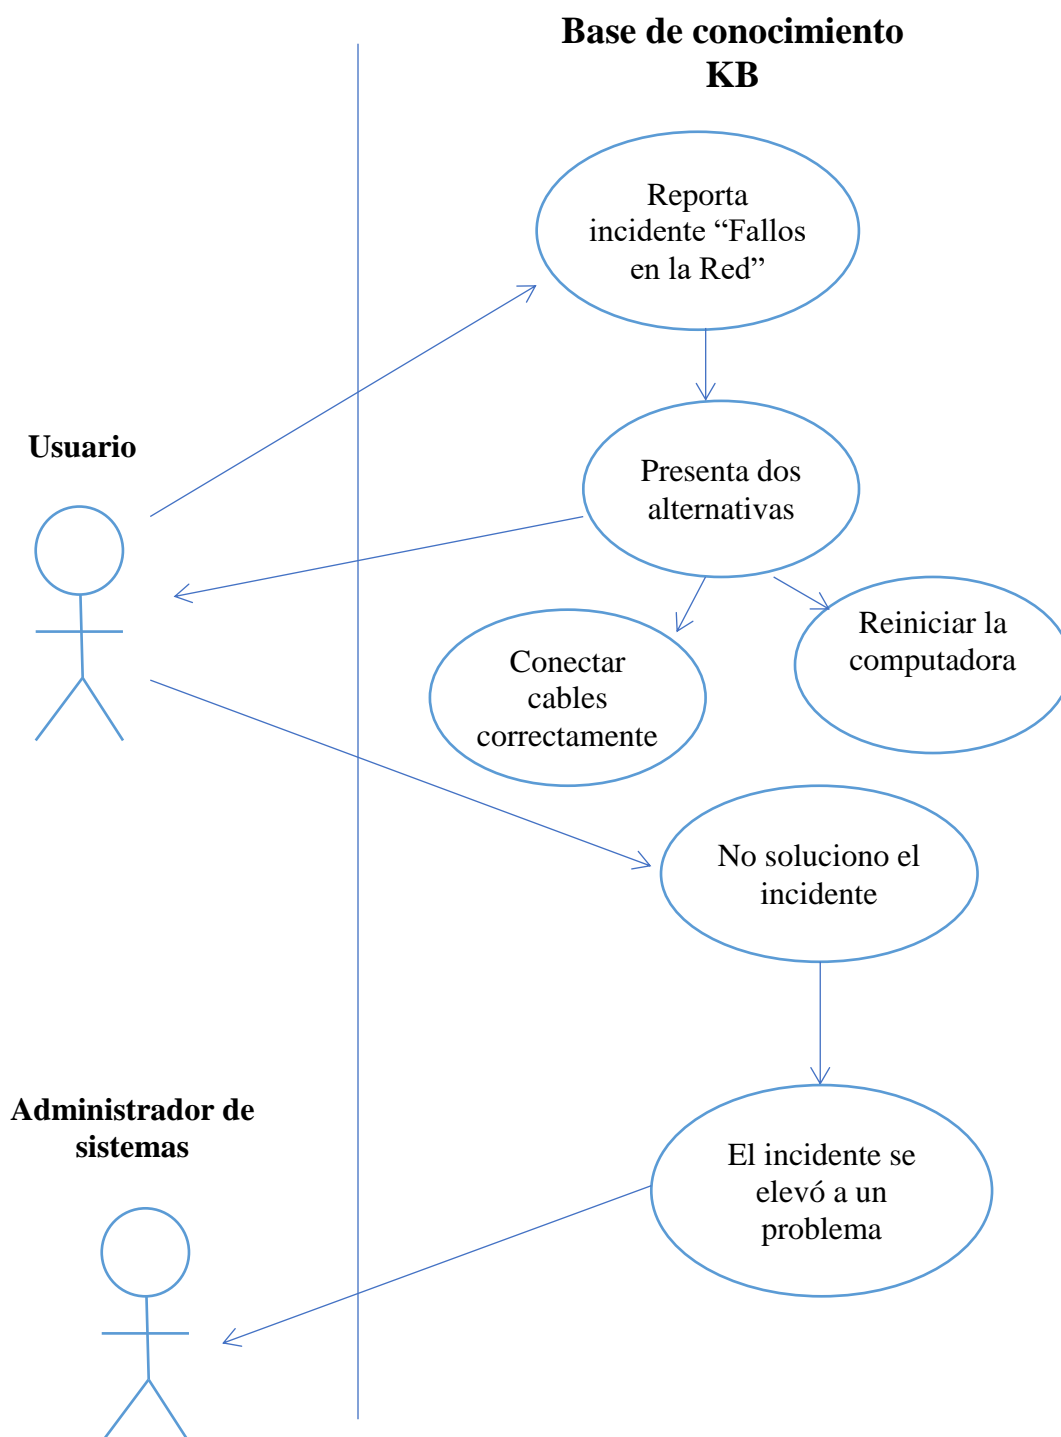 Base de conocimiento
KB
Reporta
incidente “Fallos
en la Red”
Usuario
Presenta dos
alternativas
Reiniciar la
computadora
Conectar
cables
correctamente
No soluciono el
incidente
Administrador de
sistemas
El incidente se
elevó a un
problema